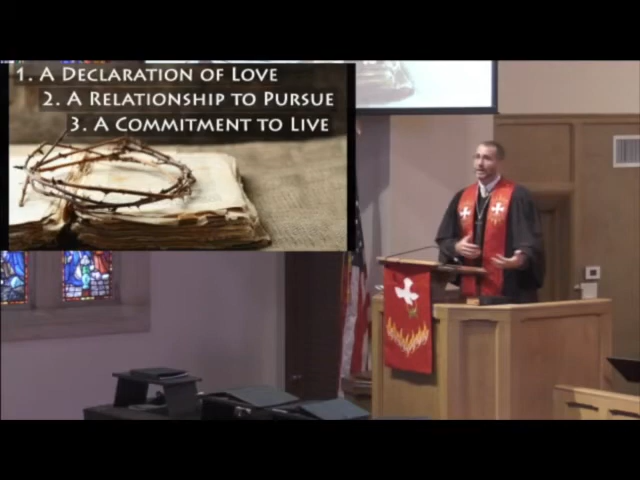 1. A Declaration of Love
2. A Relationship to Pursue
3. A Commitment to Live